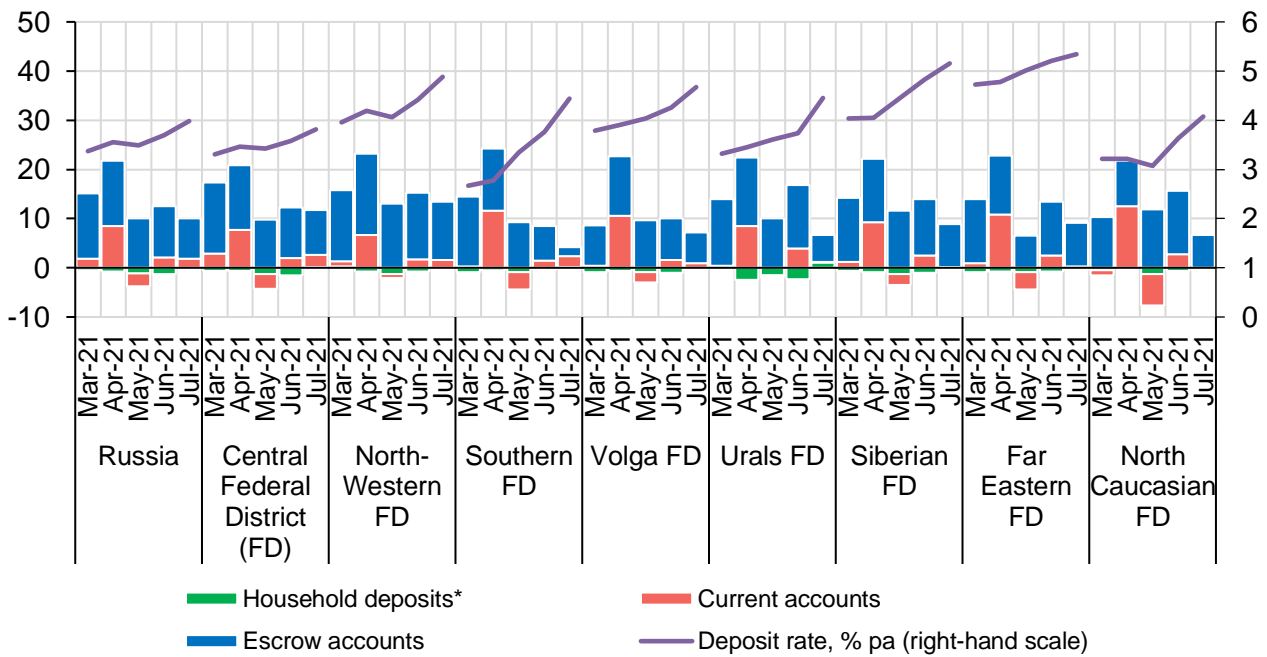 50
40
30
20
10
0
-10
6
5
4
3
2
1
0
Mar-21
Apr-21
May-21
Jun-21
Jul-21
Mar-21
Apr-21
May-21
Jun-21
Jul-21
Mar-21
Apr-21
May-21
Jun-21
Jul-21
Mar-21
Apr-21
May-21
Jun-21
Jul-21
Mar-21
Apr-21
May-21
Jun-21
Jul-21
Mar-21
Apr-21
May-21
Jun-21
Jul-21
Mar-21
Apr-21
May-21
Jun-21
Jul-21
Mar-21
Apr-21
May-21
Jun-21
Jul-21
Mar-21
Apr-21
May-21
Jun-21
Jul-21
Russia
Central
Federal
District
(FD)
North-
Western
FD
Southern
FD
Volga FD
Urals FD
Siberian
FD
Far
Eastern
FD
North
Caucasian
FD
Household deposits*
Current accounts
Escrow accounts
Deposit rate, % pa (right-hand scale)